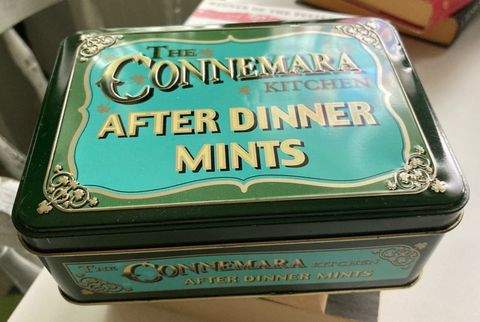 THE
CONNEMARA
KITCHEN
AFTER DINNER
MINTS
THE CONNEMARA KITCHEN
AFTER DINNER MINTS